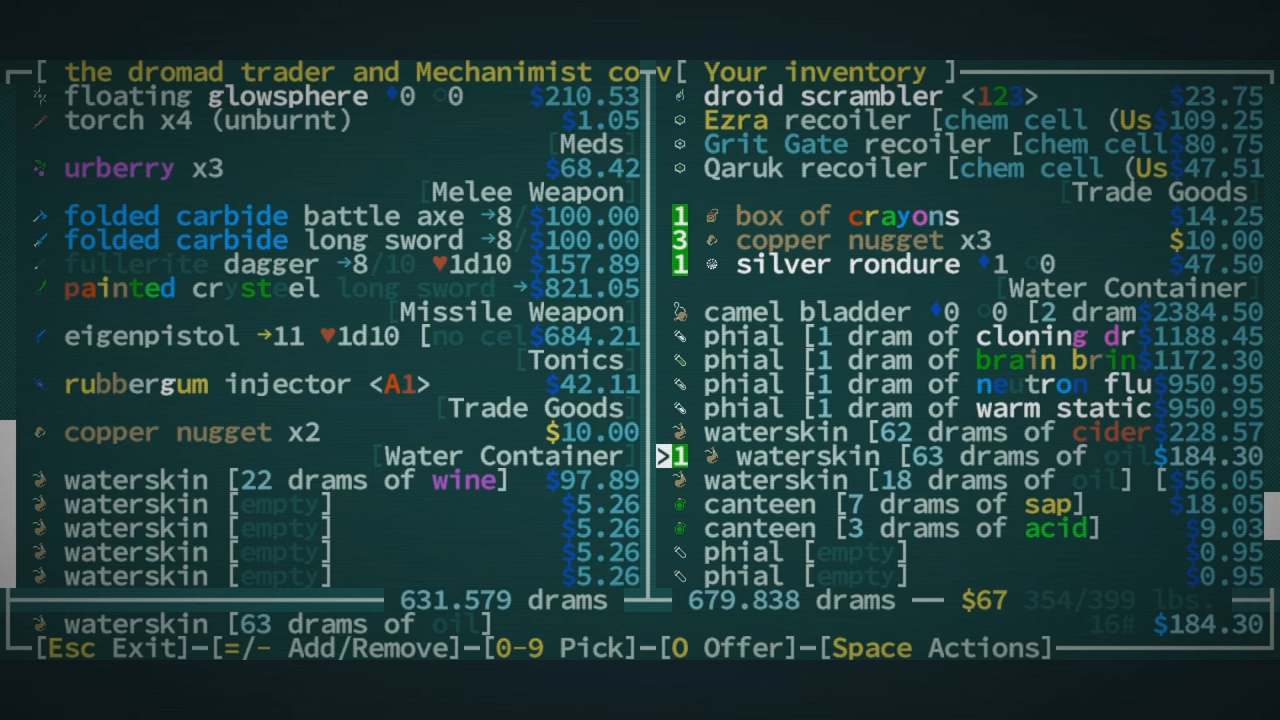 [ the dromad trader and Mechanimist co v[ Your inventory ]
floating glowsphere ♦0 ○0 $210.53 droid scrambler <123> $23.75
torch x4 (unburnt) $1.05 Ezra recoiler [chem cell (Us $109.25
[Meds] Grit Gate recoiler [chem cell $80.75
urberry x3 $68.42 Qaruk recoiler [chem cell (Us $47.51
[Melee Weapon] [Trade Goods]
folded carbide battle axe →8 $100.00 1 box of crayons $14.25
folded carbide long sword →8/ $100.00 3 copper nugget x3 $10.00
fullerite dagger →8/10 ♥1d10 $157.89 1 silver rondure ♦1 ○0 $47.50
painted crysteel long sword → $821.05 [Water Container]
[Missile Weapon] camel bladder ♦0 ○0 [2 dram $2384.50
eigenpistol →11 ♥1d10 [no cel $684.21 phial [1 dram of cloning dr $1188.45
[Tonics] phial [1 dram of brain brin $1172.30
rubbergum injector <A1> $42.11 phial [1 dram of neutron flu $950.95
[Trade Goods] phial [1 dram of warm static $950.95
copper nugget x2 $10.00 waterskin [62 drams of cider $228.57
[Water Container] >1 waterskin [63 drams of oil $184.30
waterskin [22 drams of wine] $97.89 waterskin [18 drams of oil] [ $56.05
waterskin [empty] $5.26 canteen [7 drams of sap] $18.05
waterskin [empty] $5.26 canteen [3 drams of acid] $9.03
waterskin [empty] $5.26 phial [empty] $0.95
waterskin [empty] $5.26 phial [empty] $0.95
631.579 drams 679.838 drams $67 354/399 lbs.
waterskin [63 drams of oil] 16# $184.30
[Esc Exit]-[=/- Add/Remove]-[0-9 Pick]-[O Offer]-[Space Actions]